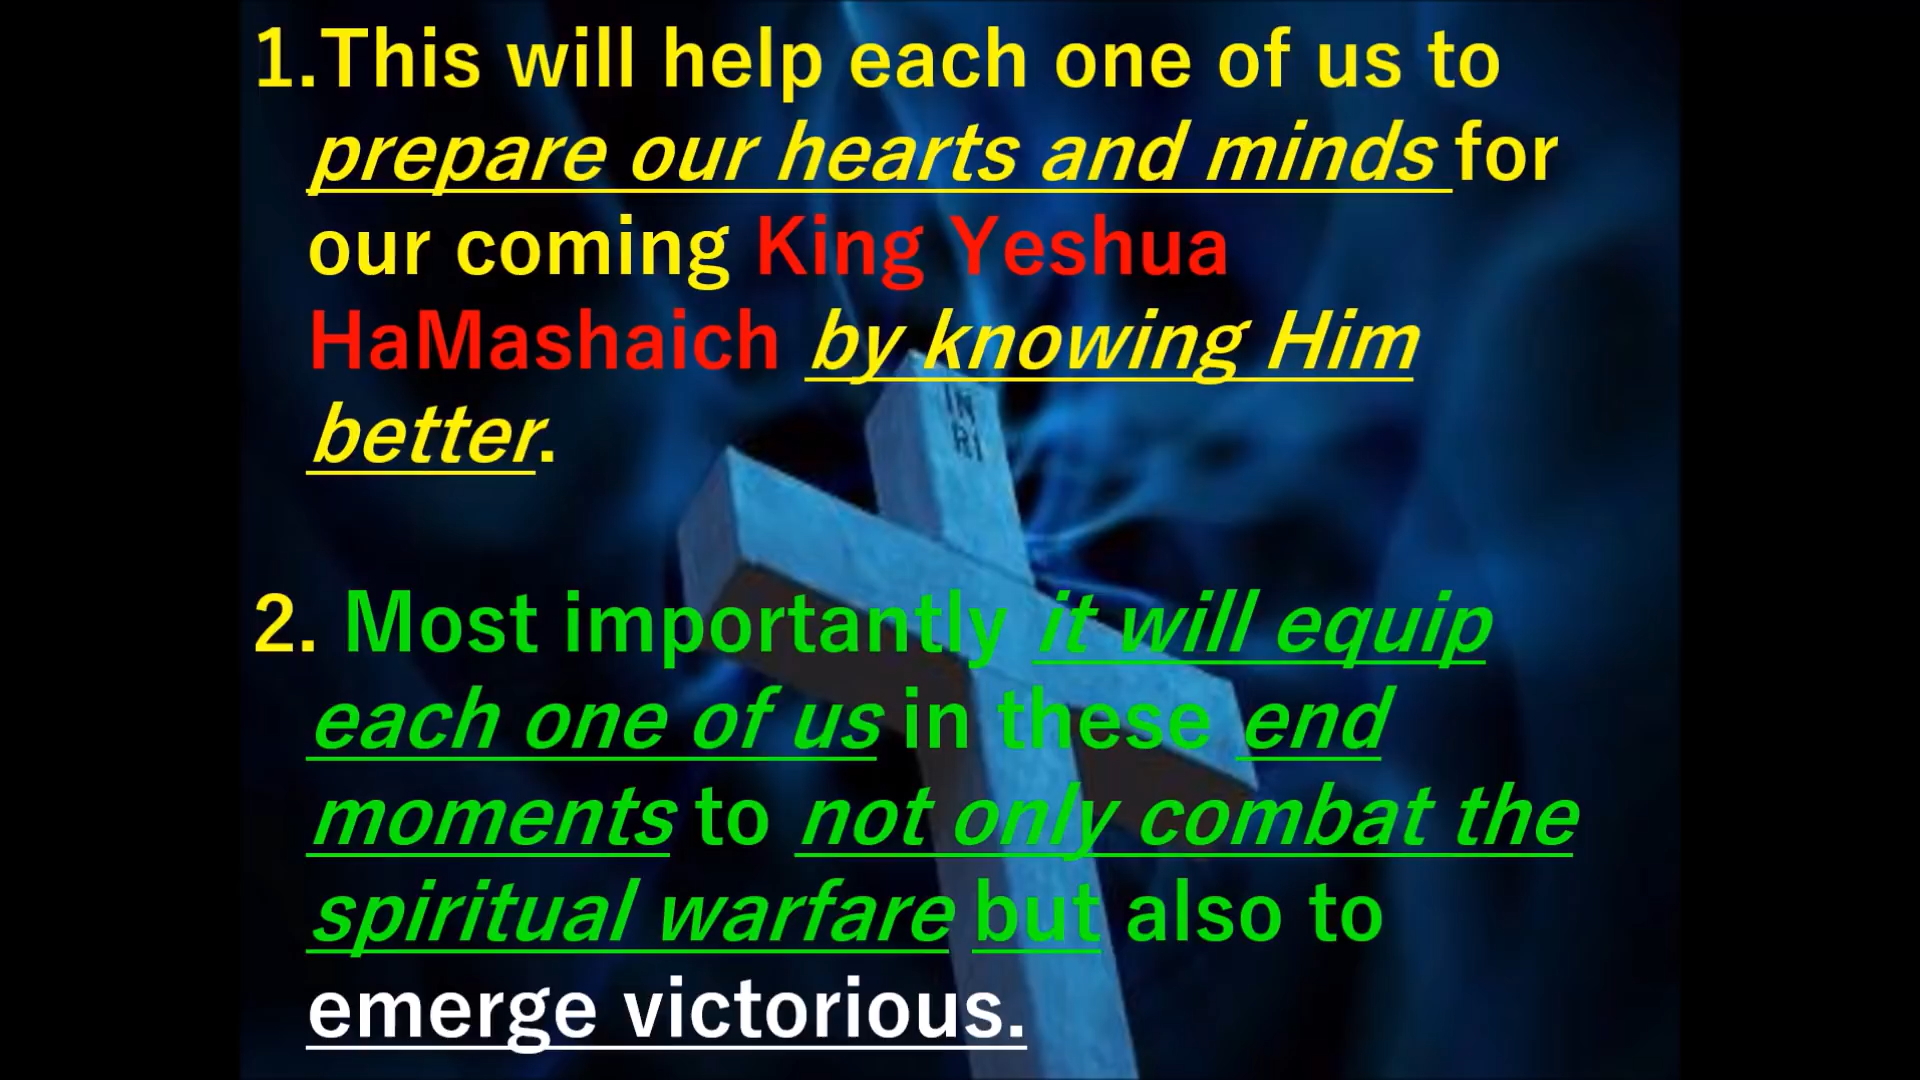 1.This will help each one of us to
prepare our hearts and minds for
our coming King Yeshua
HaMashaich by knowing Him
better.
IN
RI
2. Most importantly it will equip
each one of us in these end
moments to not only combat the
spiritual warfare but also to
emerge victorious.